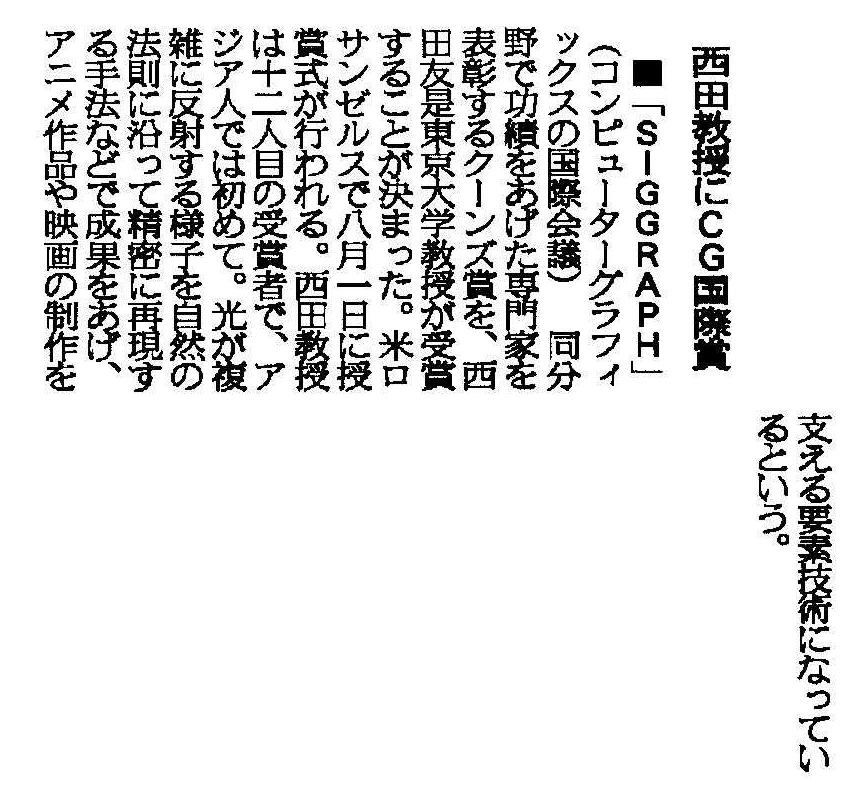 西田教授にCG国際賞
■「SIGGRAPH」
(コンピューターグラフィ
ックスの国際会議) 同分
野で功績をあげた専門家を
表彰するクーンズ賞を、西
田友是東京大学教授が受賞
することが決まった。米ロ
サンゼルスで八月一日に授
賞式が行われる。西田教授
は十二人目の受賞者で、ア
ジア人では初めて。光が複
雑に反射する様子を自然の
法則に沿って精密に再現す
る手法などで成果をあげ、
アニメ作品や映画の制作を
支える要素技術になってい
るという。